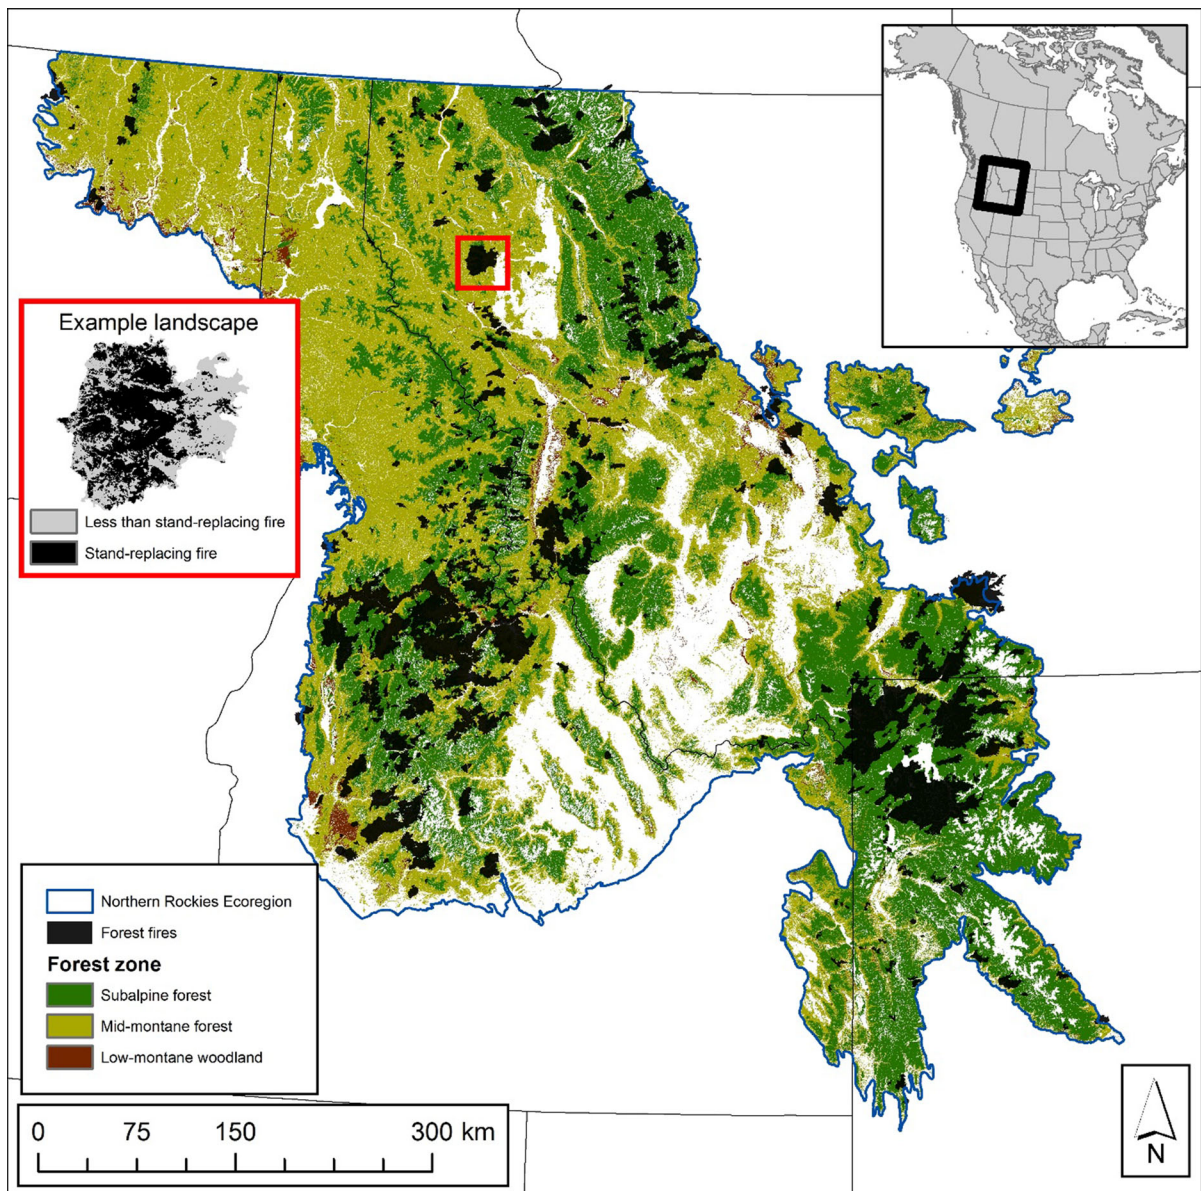 Example landscape
Less than stand-replacing fire
Stand-replacing fire
Northern Rockies Ecoregion
Forest fires
Forest zone
Subalpine forest
Mid-montane forest
Low-montane woodland
0 75 150 300 km
N